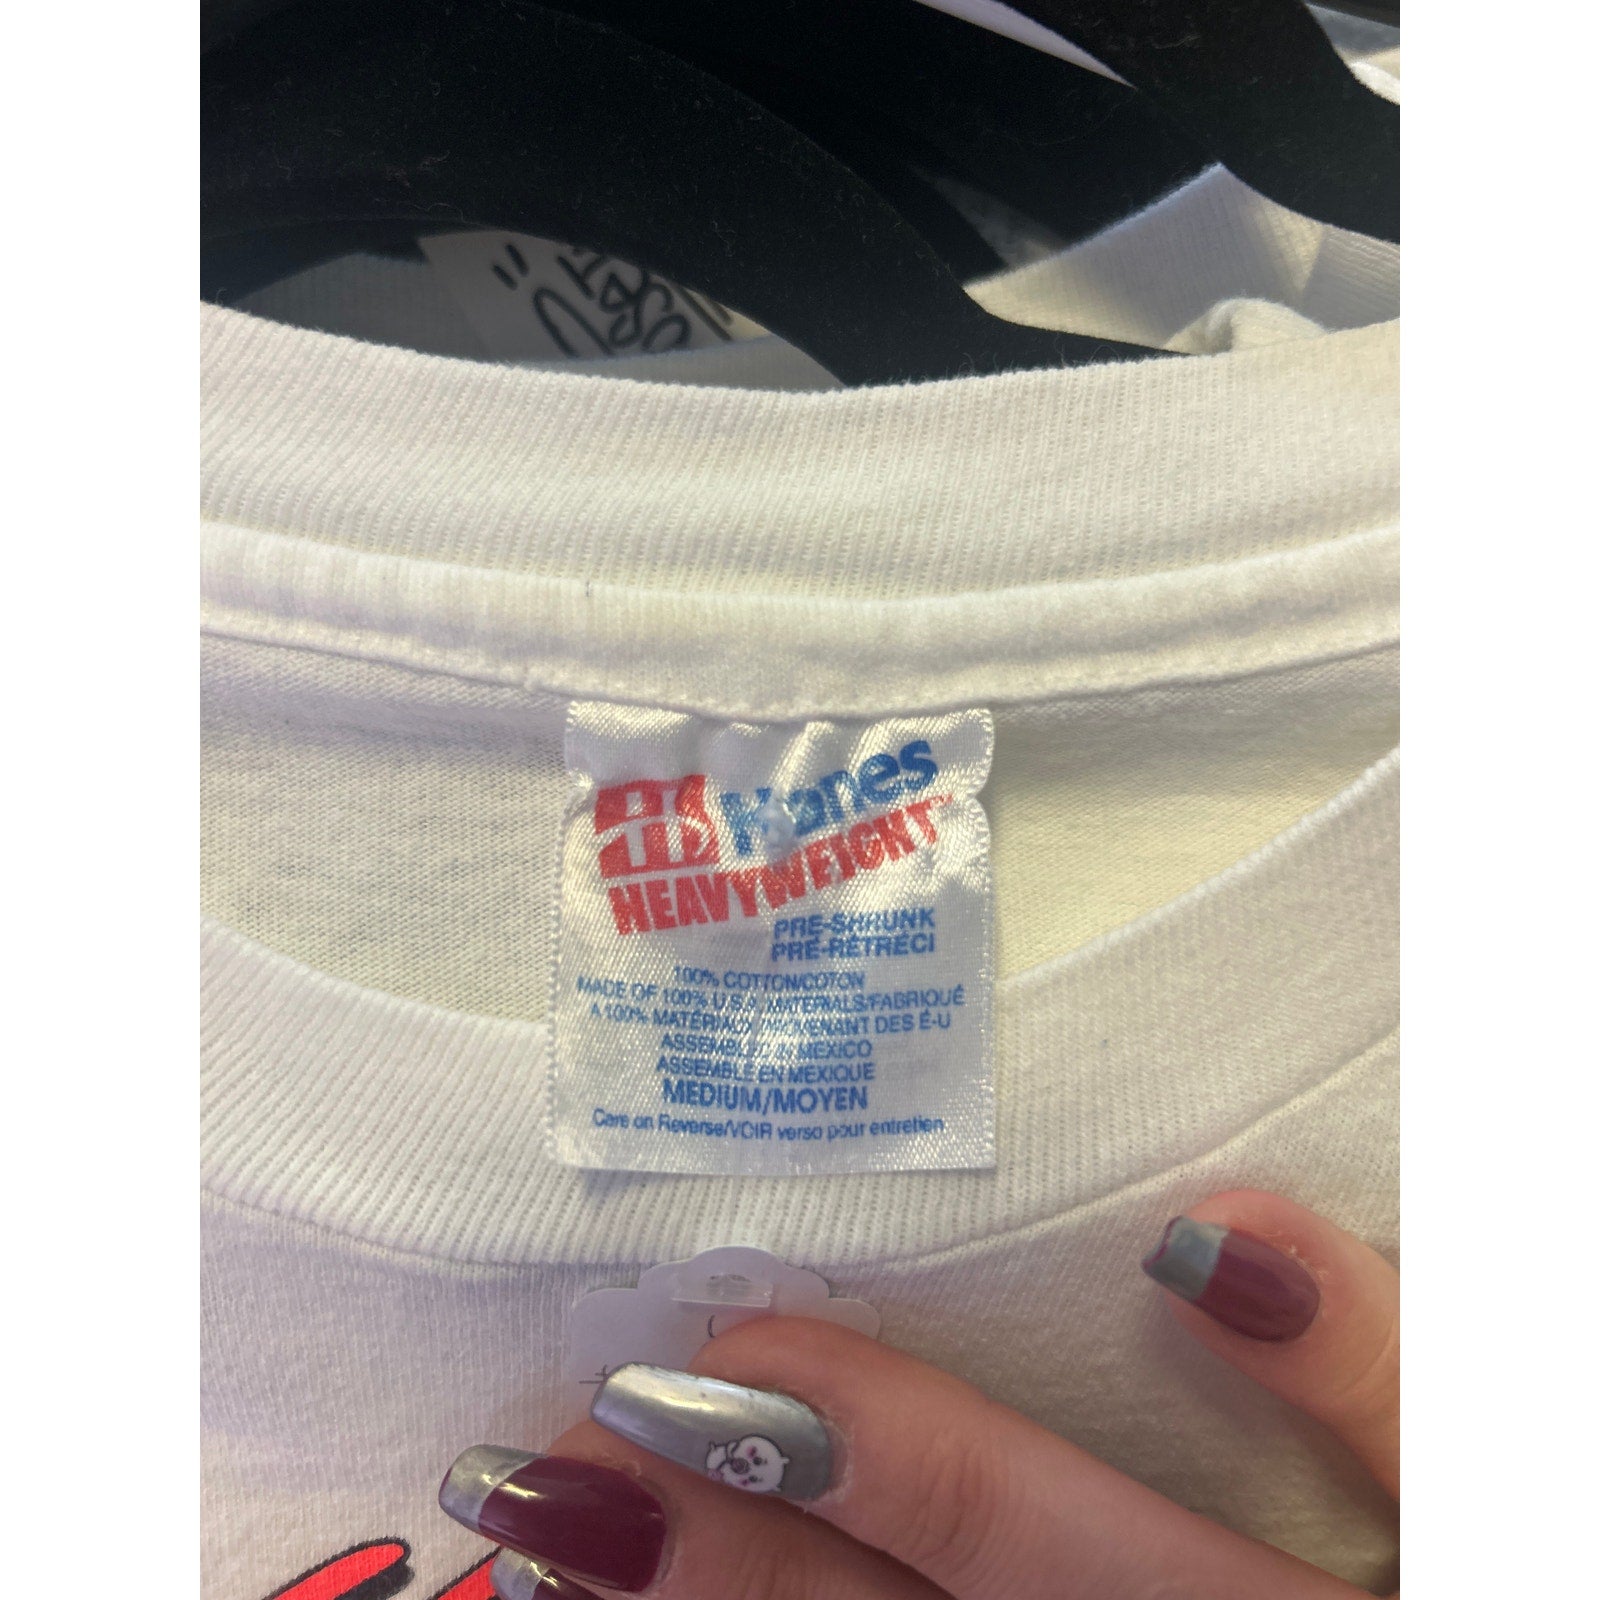 Hanes
HEAVYWEIGHT
PRE-SHRUNK
PRÉ-RÉTRÉCI
100% COTTON/COTON
MADE OF 100% U.S.A. MATERIALS/FABRIQUÉ
A 100% MATÉRIAUX PROVENANT DES É-U
ASSEMBLED IN MEXICO
ASSEMBLE EN MEXIQUE
MEDIUM/MOYEN
Care on Reverse/VOIR verso pour entretien